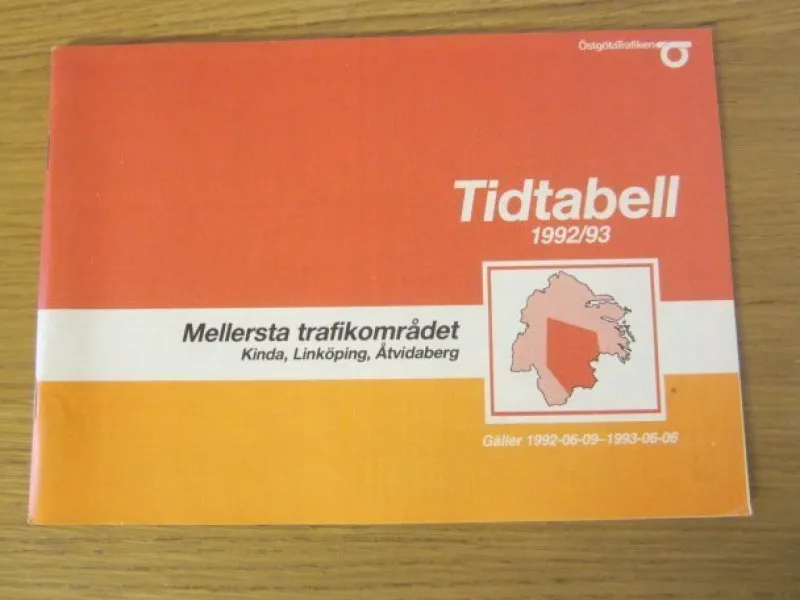 ÖstgötaTrafiken
Tidtabell
1992/93
Mellersta trafikområdet
Kinda, Linköping, Åtvidaberg
Gäller 1992-06-09–1993-06-06